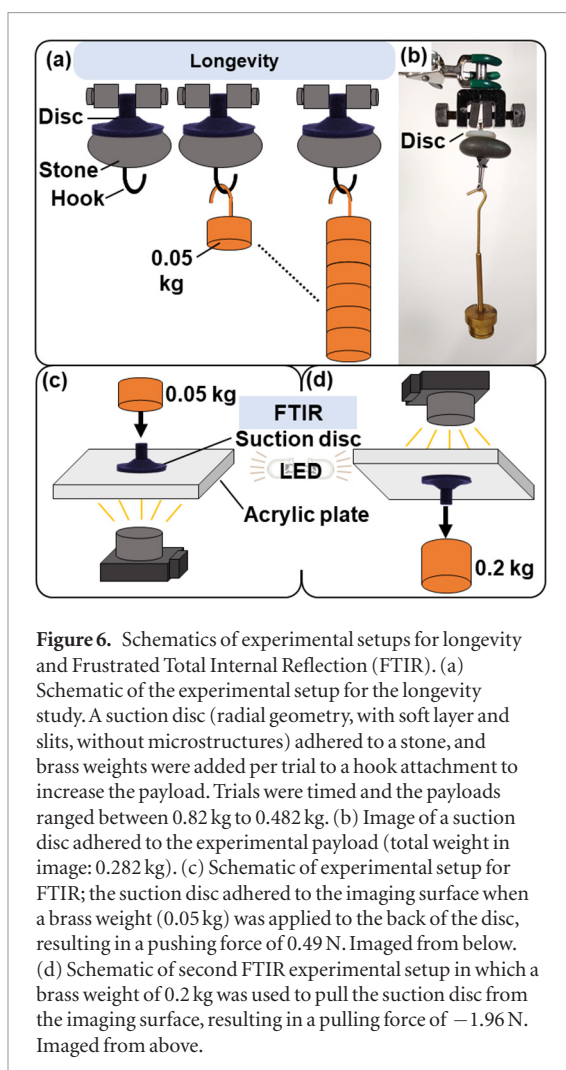 (a)
Longevity
(b)
Disc
Stone
Hook
0.05
kg
Disc
(c)
0.05 kg
(d)
FTIR
Suction disc
LED
Acrylic plate
0.2 kg
Figure 6. Schematics of experimental setups for longevity
and Frustrated Total Internal Reflection (FTIR). (a)
Schematic of the experimental setup for the longevity
study. A suction disc (radial geometry, with soft layer and
slits, without microstructures) adhered to a stone, and
brass weights were added per trial to a hook attachment to
increase the payload. Trials were timed and the payloads
ranged between 0.82 kg to 0.482 kg. (b) Image of a suction
disc adhered to the experimental payload (total weight in
image: 0.282 kg). (c) Schematic of experimental setup for
FTIR; the suction disc adhered to the imaging surface when
a brass weight (0.05 kg) was applied to the back of the disc,
resulting in a pushing force of 0.49 N. Imaged from below.
(d) Schematic of second FTIR experimental setup in which a
brass weight of 0.2 kg was used to pull the suction disc from
the imaging surface, resulting in a pulling force of −1.96 N.
Imaged from above.